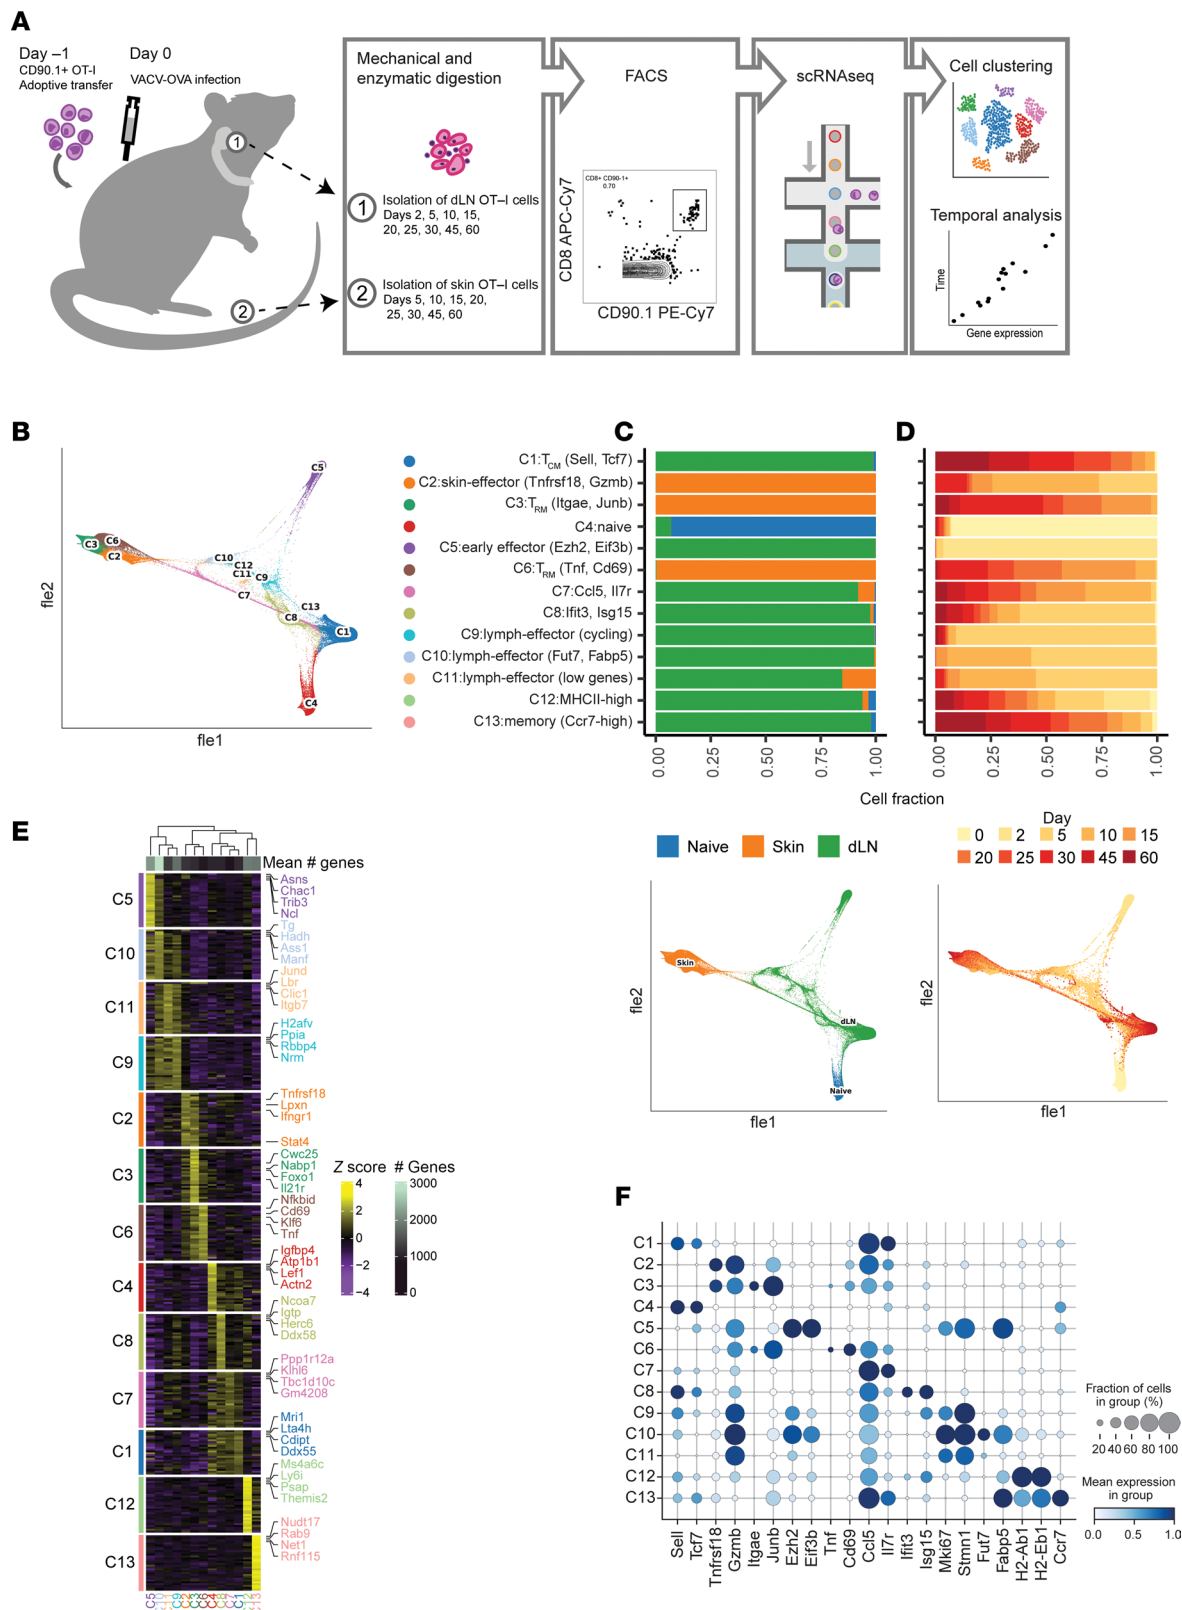 A
Day –1
CD90.1+ OT-I
Adoptive transfer
Day 0
VACV-OVA infection
1
2
Mechanical and
enzymatic digestion
1
Isolation of dLN OT–I cells
Days 2, 5, 10, 15,
20, 25, 30, 45, 60
2
Isolation of skin OT–I cells
Days 5, 10, 15, 20,
25, 30, 45, 60
FACS
CD8+ CD90-1+
0.70
CD8 APC-Cy7
CD90.1 PE-Cy7
scRNAseq
Cell clustering
Temporal analysis
Time
Gene expression
B
C5
C3
C6
C2
C10
C12
C11
C9
C7
C13
C8
C1
C4
fle2
fle1
C1:TCM (Sell, Tcf7)
C2:skin-effector (Tnfrsf18, Gzmb)
C3:TRM (Itgae, Junb)
C4:naive
C5:early effector (Ezh2, Eif3b)
C6:TRM (Tnf, Cd69)
C7:Ccl5, Il7r
C8:Ifit3, Isg15
C9:lymph-effector (cycling)
C10:lymph-effector (Fut7, Fabp5)
C11:lymph-effector (low genes)
C12:MHCII-high
C13:memory (Ccr7-high)
C
0.00
0.25
0.50
0.75
1.00
D
0.00
0.25
0.50
0.75
1.00
Cell fraction
Naive
Skin
dLN
Day
0 2 5 10 15
20 25 30 45 60
Skin
dLN
Naive
fle2
fle1
fle2
fle1
E
Mean # genes
C5
Asns
Chac1
Trib3
Ncl
C10
Tg
Hadh
Ass1
Manf
C11
Jund
Lbr
Clic1
Itgb7
C9
H2afv
Ppia
Rbbp4
Nrm
C2
Tnfrsf18
Lpxn
Ifngr1
Stat4
C3
Cwc25
Nabp1
Foxo1
Il21r
C6
Nfkbid
Cd69
Klf6
Tnf
C4
Igfbp4
Atp1b1
Lef1
Actn2
C8
Ncoa7
Igtp
Herc6
Ddx58
C7
Ppp1r12a
Klhl6
Tbc1d10c
Gm4208
C1
Mri1
Lta4h
Cdipt
Ddx55
C12
Ms4a6c
Ly6i
Psap
Themis2
C13
Nudt17
Rab9
Net1
Rnf115
C5
C9
C2
C3
C6
C4
C8
C7
C1
Z score
4
2
0
−2
−4
# Genes
3000
2000
1000
0
F
C1
C2
C3
C4
C5
C6
C7
C8
C9
C10
C11
C12
C13
Sell
Tcf7
Tnfrsf18
Gzmb
Itgae
Junb
Ezh2
Eif3b
Tnf
Cd69
Ccl5
Il7r
Ifit3
Isg15
Mki67
Stmn1
Fut7
Fabp5
H2-Ab1
H2-Eb1
Ccr7
Fraction of cells
in group (%)
20 40 60 80 100
Mean expression
in group
0.0 0.5 1.0